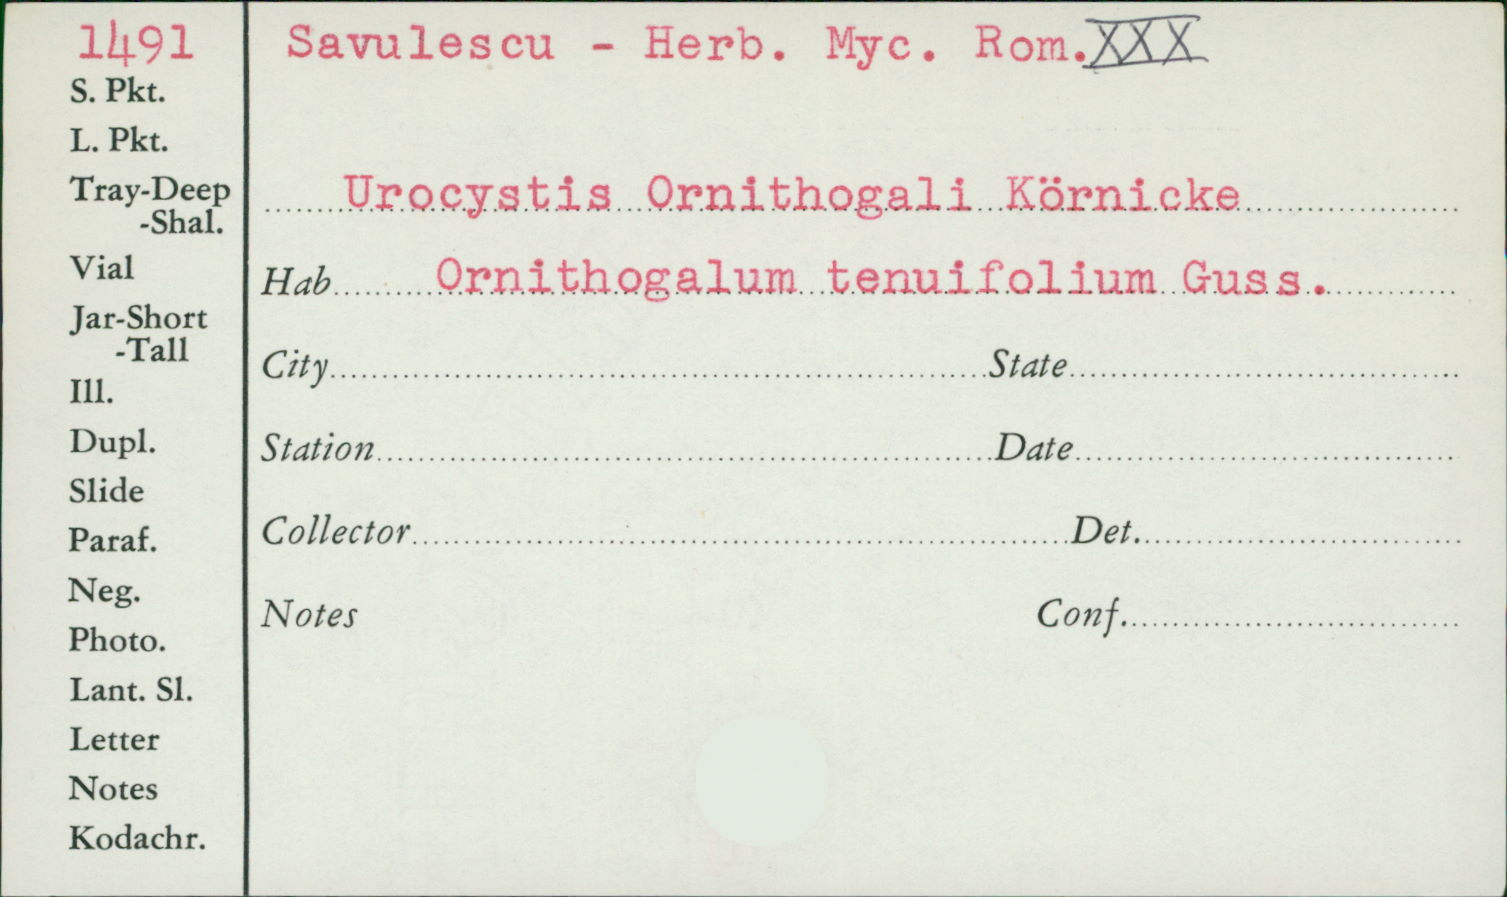 1491
Savulescu - Herb. Myc. Rom. XXX
S. Pkt.
L. Pkt.
Tray-Deep
-Shal.
Vial
Jar-Short
-Tall
Ill.
Dupl.
Slide
Paraf.
Neg.
Photo.
Lant. Sl.
Letter
Notes
Kodachr.
Urocystis Ornithogali Körnicke
Hab Ornithogalum tenuifolium Guss.
City State
Station Date
Collector Det.
Notes Conf.